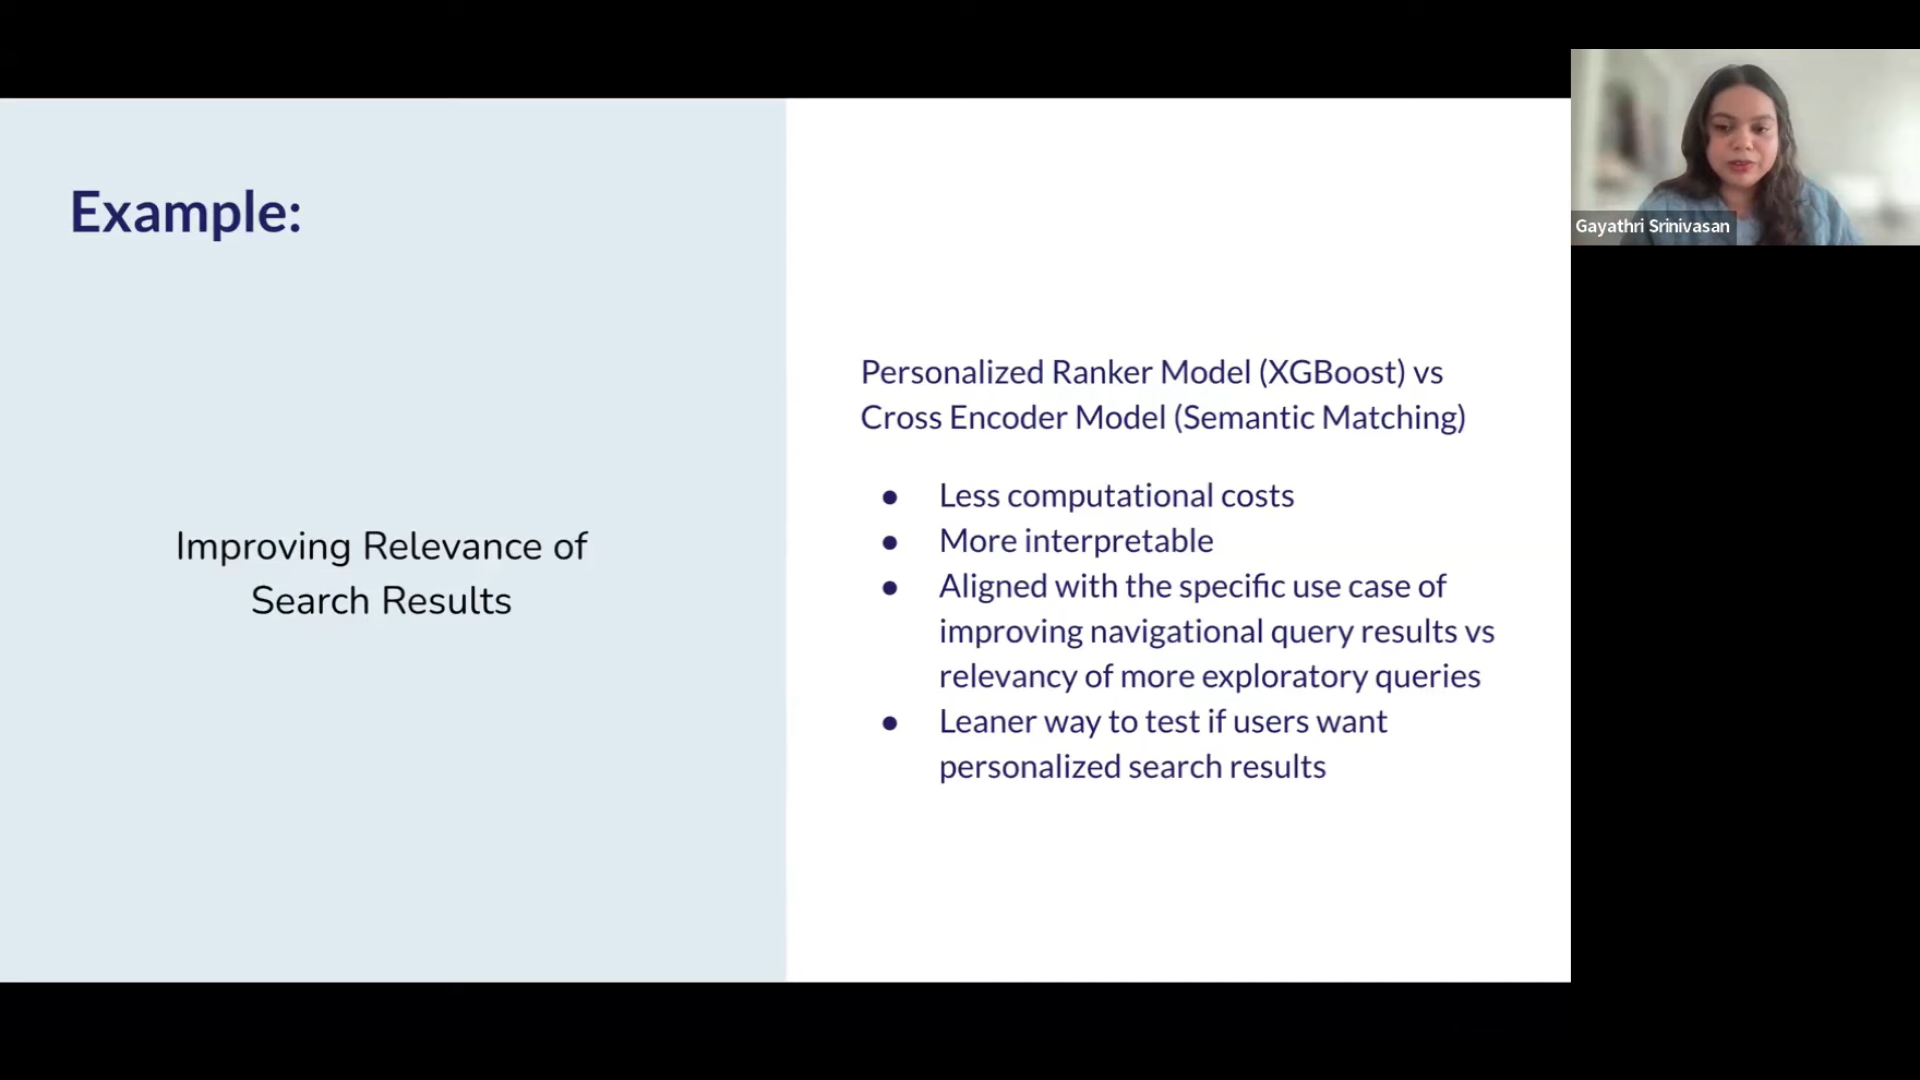 Example:
Improving Relevance of
Search Results
Personalized Ranker Model (XGBoost) vs
Cross Encoder Model (Semantic Matching)
● Less computational costs
● More interpretable
● Aligned with the specific use case of
improving navigational query results vs
relevancy of more exploratory queries
● Leaner way to test if users want
personalized search results
Gayathri Srinivasan